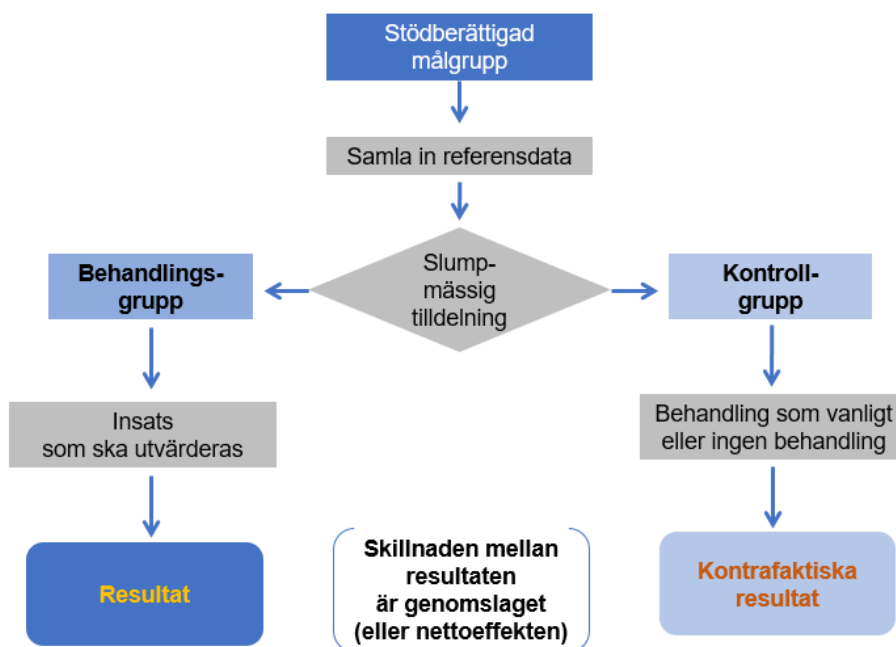 Stödberättigad
målgrupp
Samla in referensdata
Slump-
mässig
tilldelning
Behandlings-
grupp
Kontroll-
grupp
Insats
som ska utvärderas
Behandling som vanligt
eller ingen behandling
Resultat
Skillnaden mellan
resultaten
är genomslaget
(eller nettoeffekten)
Kontrafaktiska
resultat